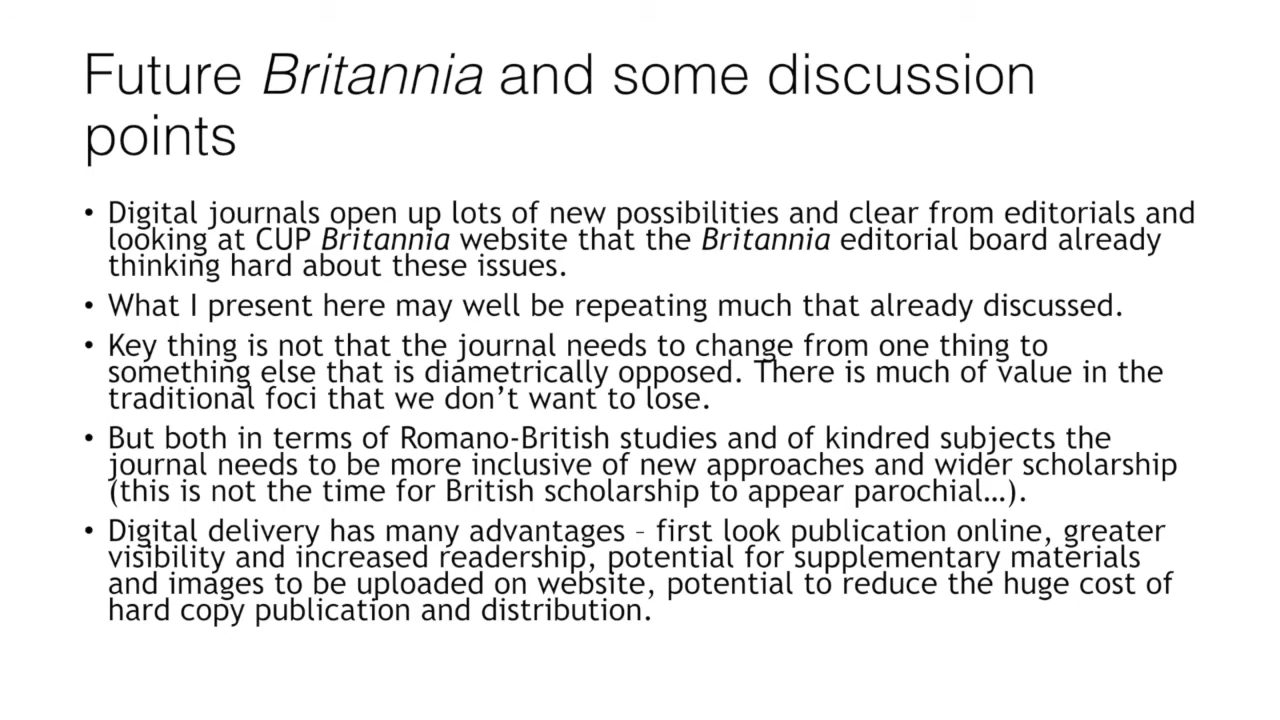 Future Britannia and some discussion
points
• Digital journals open up lots of new possibilities and clear from editorials and
looking at CUP Britannia website that the Britannia editorial board already
thinking hard about these issues.
• What I present here may well be repeating much that already discussed.
• Key thing is not that the journal needs to change from one thing to
something else that is diametrically opposed. There is much of value in the
traditional foci that we don’t want to lose.
• But both in terms of Romano-British studies and of kindred subjects the
journal needs to be more inclusive of new approaches and wider scholarship
(this is not the time for British scholarship to appear parochial…).
• Digital delivery has many advantages – first look publication online, greater
visibility and increased readership, potential for supplementary materials
and images to be uploaded on website, potential to reduce the huge cost of
hard copy publication and distribution.